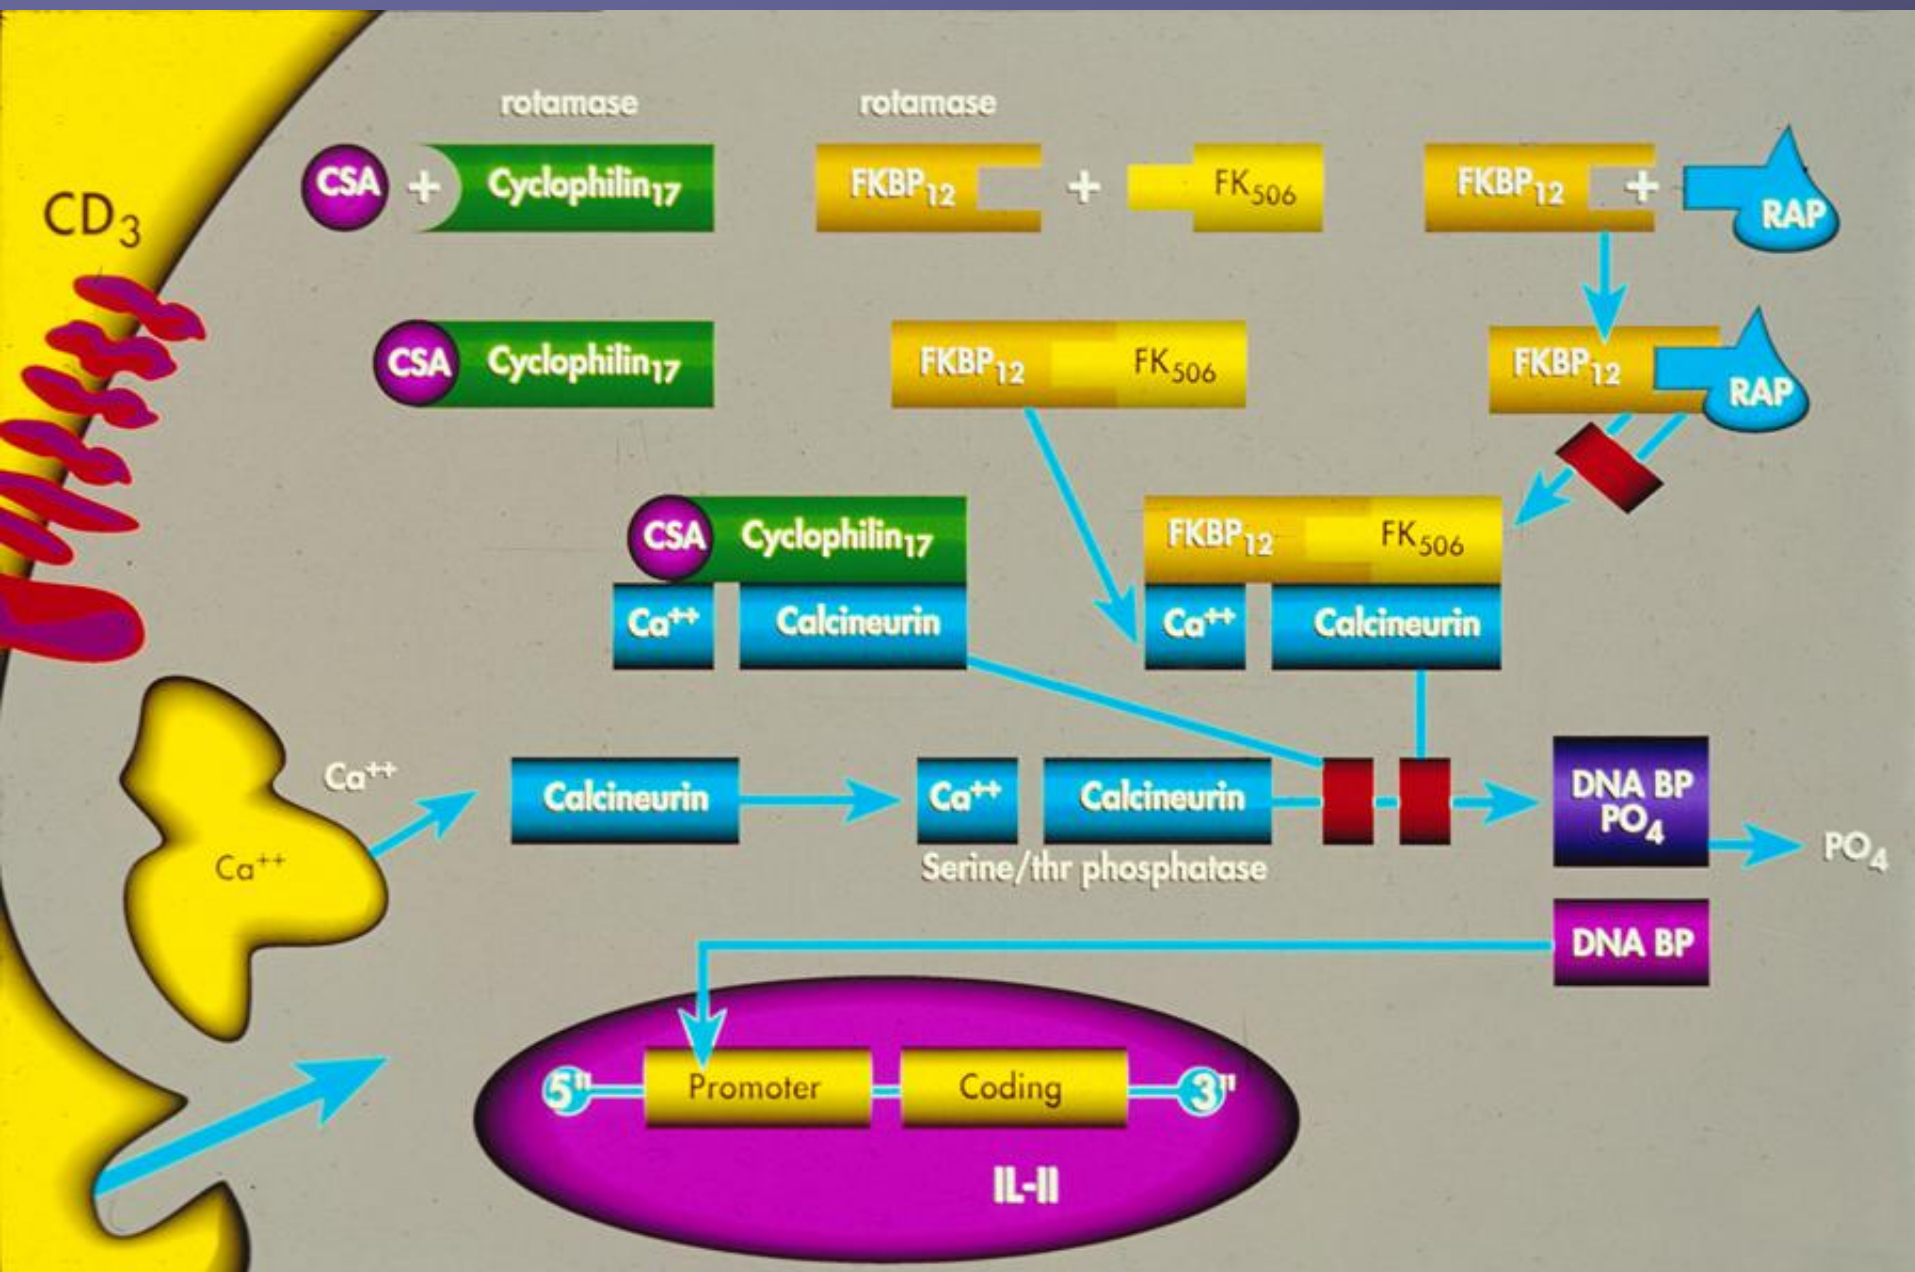 rotamase
rotamase
CSA + Cyclophilin₁₇
FKBP₁₂ + FK₅₀₆
FKBP₁₂ + RAP
CD₃
CSA Cyclophilin₁₇
FKBP₁₂ FK₅₀₆
FKBP₁₂ RAP
CSA Cyclophilin₁₇
FKBP₁₂ FK₅₀₆
Ca⁺⁺ Calcineurin
Ca⁺⁺ Calcineurin
Ca⁺⁺
Calcineurin
Ca⁺⁺ Calcineurin
DNA BP
PO₄
PO₄
Ca⁺⁺
Serine/thr phosphatase
DNA BP
5" Promoter Coding 3"
IL-II